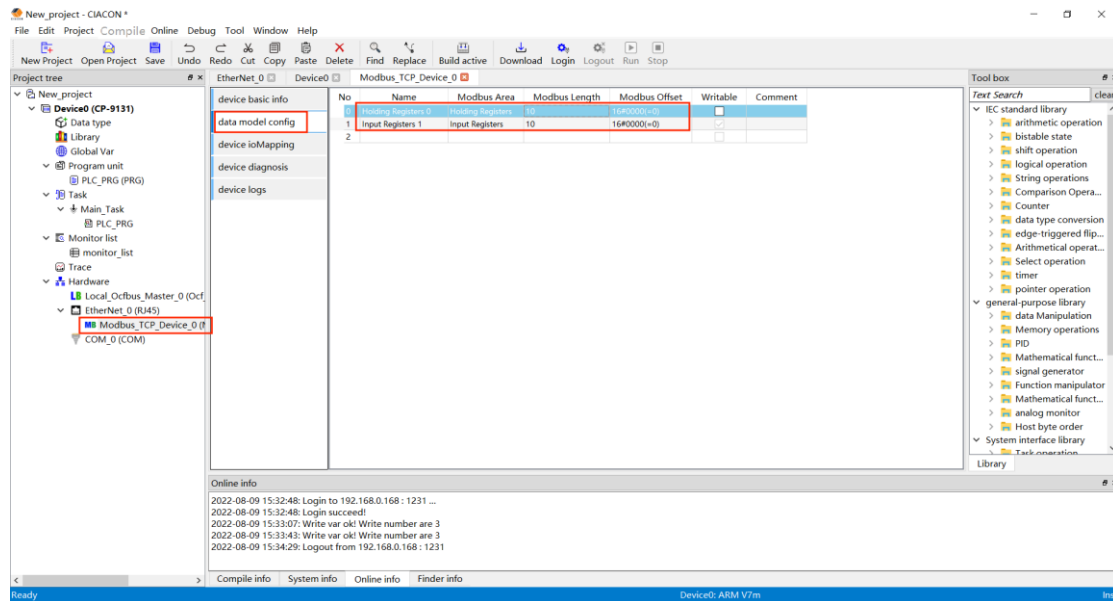 New_project - CIACON *
File Edit Project Compile Online Debug Tool Window Help
New Project Open Project Save Undo Redo Cut Copy Paste Delete Find Replace Build active Download Login Logout Run Stop
Project tree
New_project
Device0 (CP-9131)
Data type
Library
Global Var
Program unit
PLC_PRG (PRG)
Task
Main_Task
PLC_PRG
Monitor list
monitor_list
Trace
Hardware
Local_Ocfbus_Master_0 (Ocf
EtherNet_0 (RJ45)
MB Modbus_TCP_Device_0 (
COM_0 (COM)
EtherNet_0 Device0 Modbus_TCP_Device_0
device basic info
data model config
device ioMapping
device diagnosis
device logs
No Name Modbus Area Modbus Length Modbus Offset Writable Comment
0 Holding Registers 0 Holding Registers 10 16#0000(=0)
1 Input Registers 1 Input Registers 10 16#0000(=0)
2
Tool box
Text Search clea
IEC standard library
arithmetic operation
bistable state
shift operation
logical operation
String operations
Comparison Opera...
Counter
data type conversion
edge-triggered flip...
Arithmetical operat...
Select operation
timer
pointer operation
general-purpose library
data Manipulation
Memory operations
PID
Mathematical funct...
signal generator
Function manipulator
Mathematical funct...
analog monitor
Host byte order
System interface library
Task operation
Library
Online info
2022-08-09 15:32:48: Login to 192.168.0.168 : 1231 ...
2022-08-09 15:32:48: Login succeed!
2022-08-09 15:33:07: Write var ok! Write number are 3
2022-08-09 15:33:43: Write var ok! Write number are 3
2022-08-09 15:34:29: Logout from 192.168.0.168 : 1231
Compile info System info Online info Finder info
Ready Device0: ARM V7m Ins